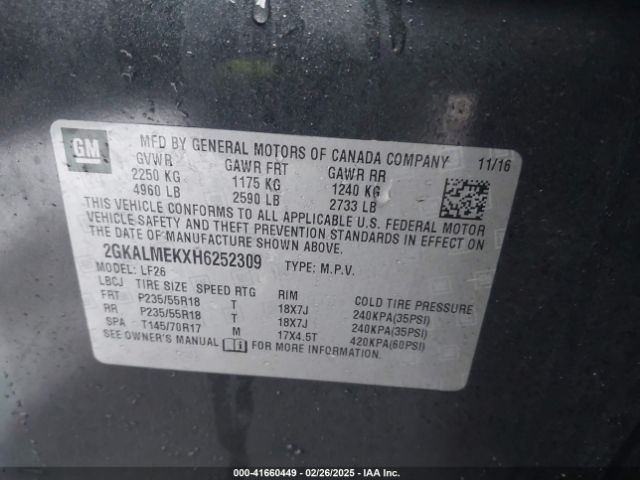 GM
MFD BY GENERAL MOTORS OF CANADA COMPANY 11/16
GVWR GAWR FRT GAWR RR
2250 KG 1175 KG 1240 KG
4960 LB 2590 LB 2733 LB
THIS VEHICLE CONFORMS TO ALL APPLICABLE U.S. FEDERAL MOTOR
VEHICLE SAFETY AND THEFT PREVENTION STANDARDS IN EFFECT ON
THE DATE OF MANUFACTURE SHOWN ABOVE.
2GKALMEKXH6252309 TYPE: M.P.V.
MODEL: LF26
LBCJ TIRE SIZE SPEED RTG RIM COLD TIRE PRESSURE
FRT P235/55R18 T 18X7J 240KPA(35PSI)
RR P235/55R18 T 18X7J 240KPA(35PSI)
SPA T145/70R17 M 17X4.5T 420KPA(60PSI)
SEE OWNER'S MANUAL FOR MORE INFORMATION.
000-41660449 - 02/26/2025 - IAA Inc.